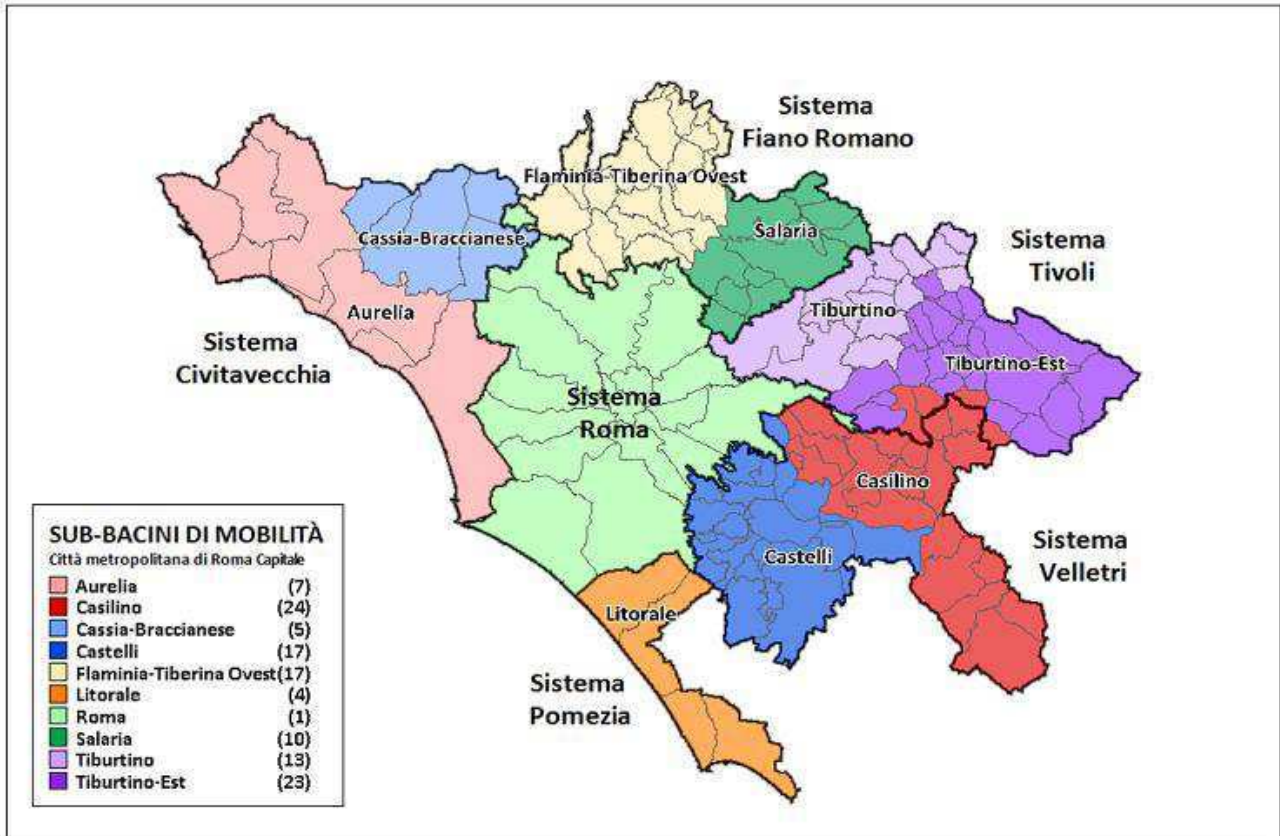 Sistema
Fiano Romano
Flaminia-Tiberina Ovest
Salaria
Cassia-Braccianese
Sistema
Tivoli
Aurelia
Tiburtino
Sistema
Civitavecchia
Tiburtino-Est
Sistema
Roma
Casilino
Castelli
Sistema
Velletri
Litorale
Sistema
Pomezia
SUB-BACINI DI MOBILITÀ
Città metropolitana di Roma Capitale
Aurelia (7)
Casilino (24)
Cassia-Braccianese (5)
Castelli (17)
Flaminia-Tiberina Ovest(17)
Litorale (4)
Roma (1)
Salaria (10)
Tiburtino (13)
Tiburtino-Est (23)